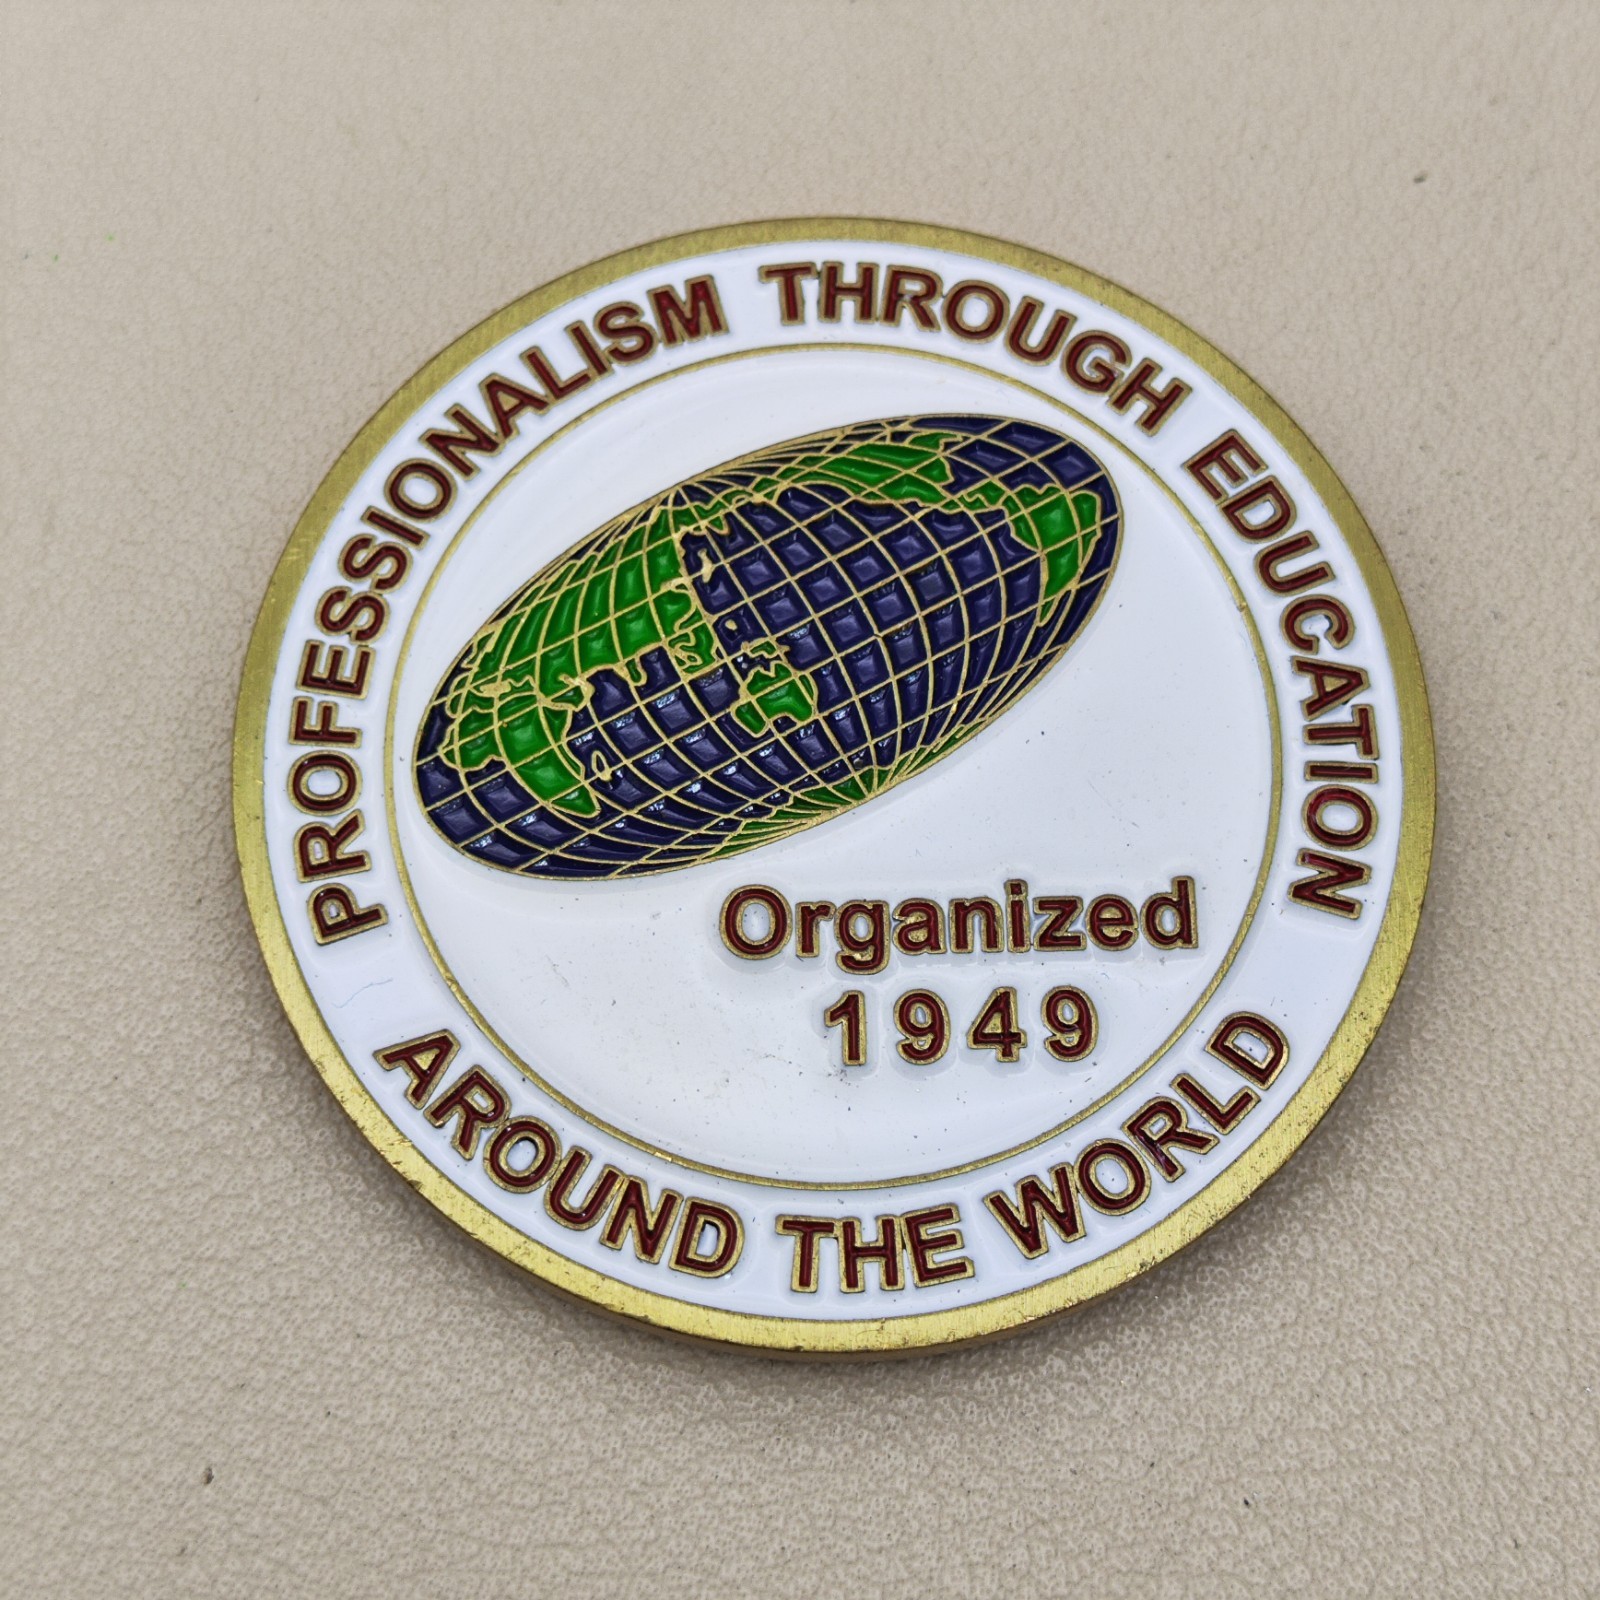 PROFESSIONALISM THROUGH EDUCATION
Organized
1949
AROUND THE WORLD